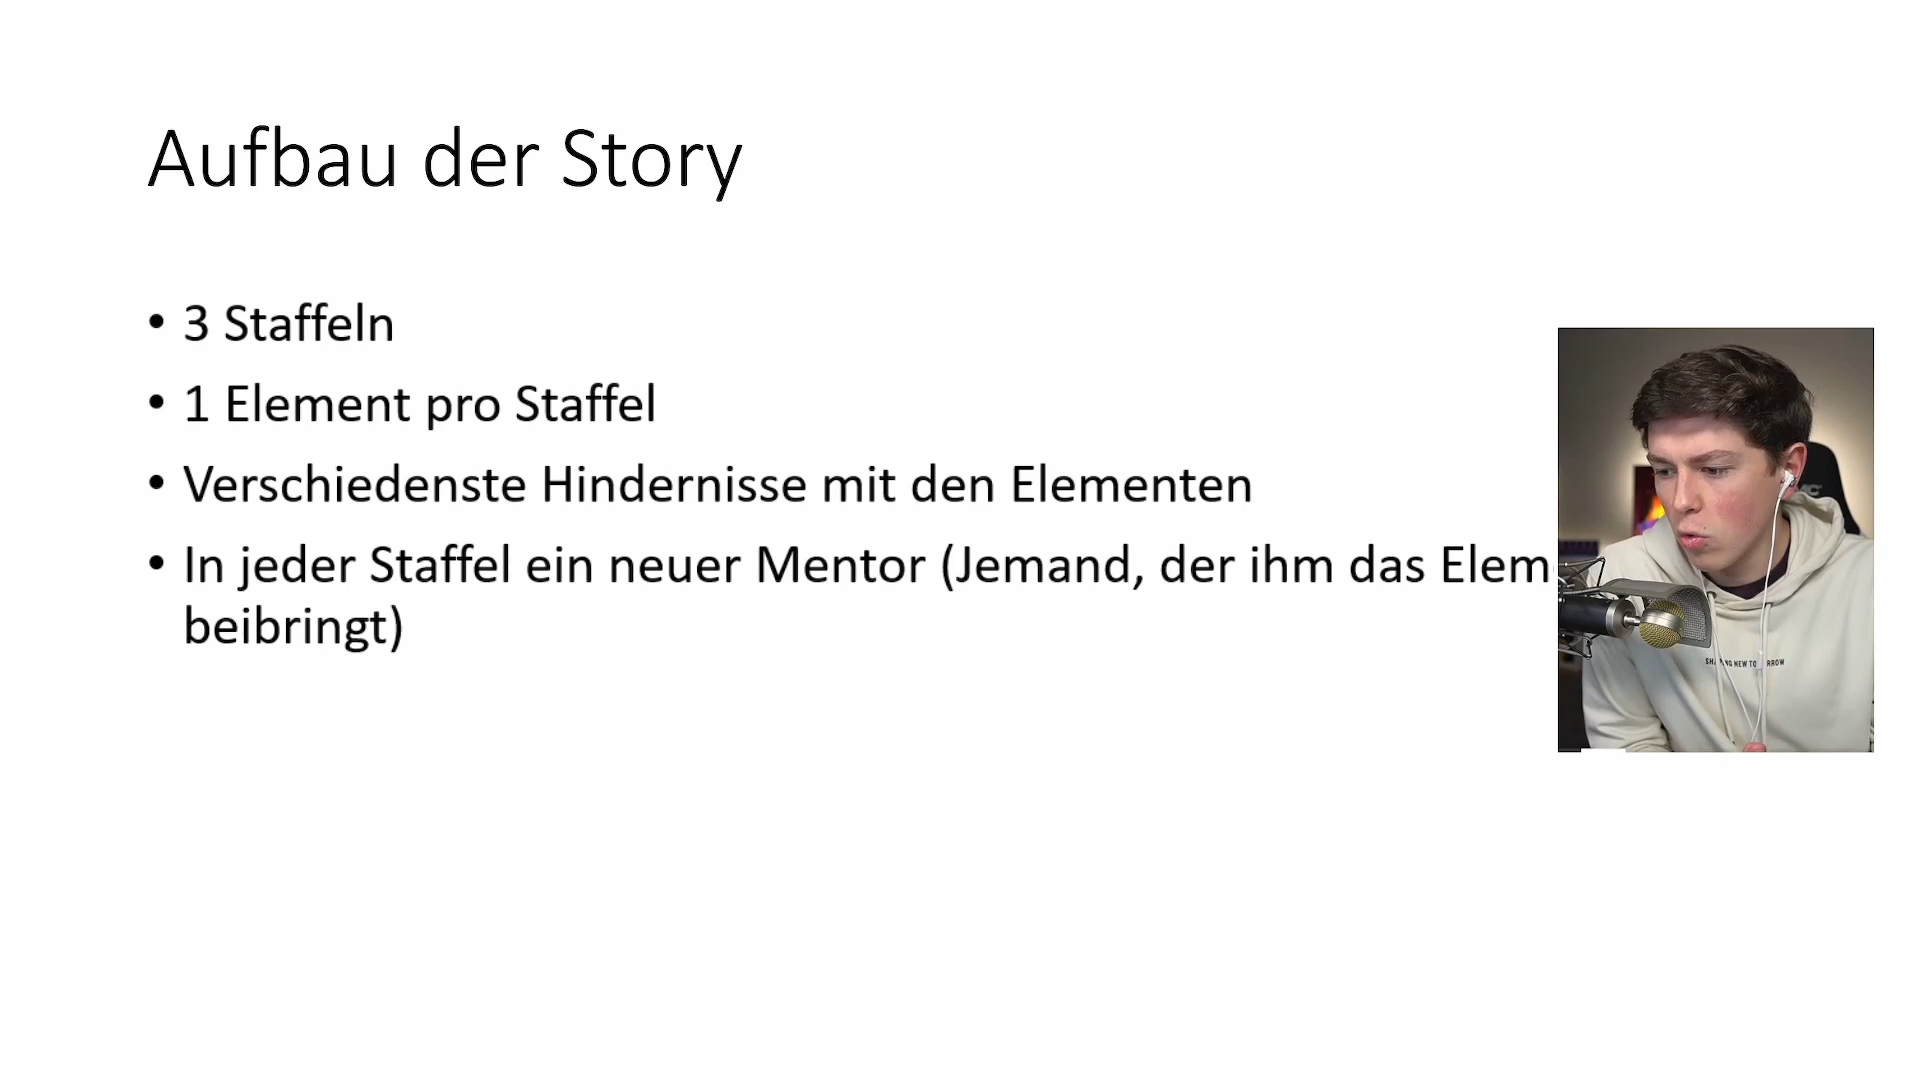 Aufbau der Story
• 3 Staffeln
• 1 Element pro Staffel
• Verschiedenste Hindernisse mit den Elementen
• In jeder Staffel ein neuer Mentor (Jemand, der ihm das Elem
beibringt)
NEW